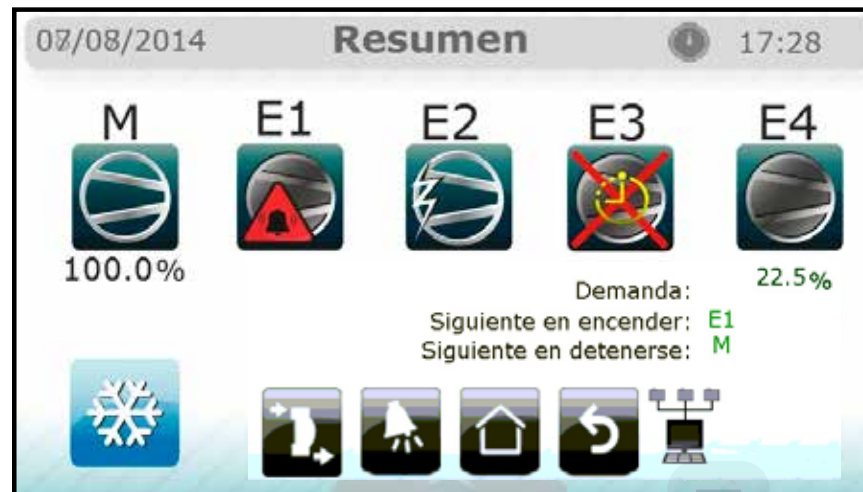 07/08/2014 Resumen 17:28
M E1 E2 E3 E4
100.0%
Demanda: 22.5%
Siguiente en encender: E1
Siguiente en detenerse: M